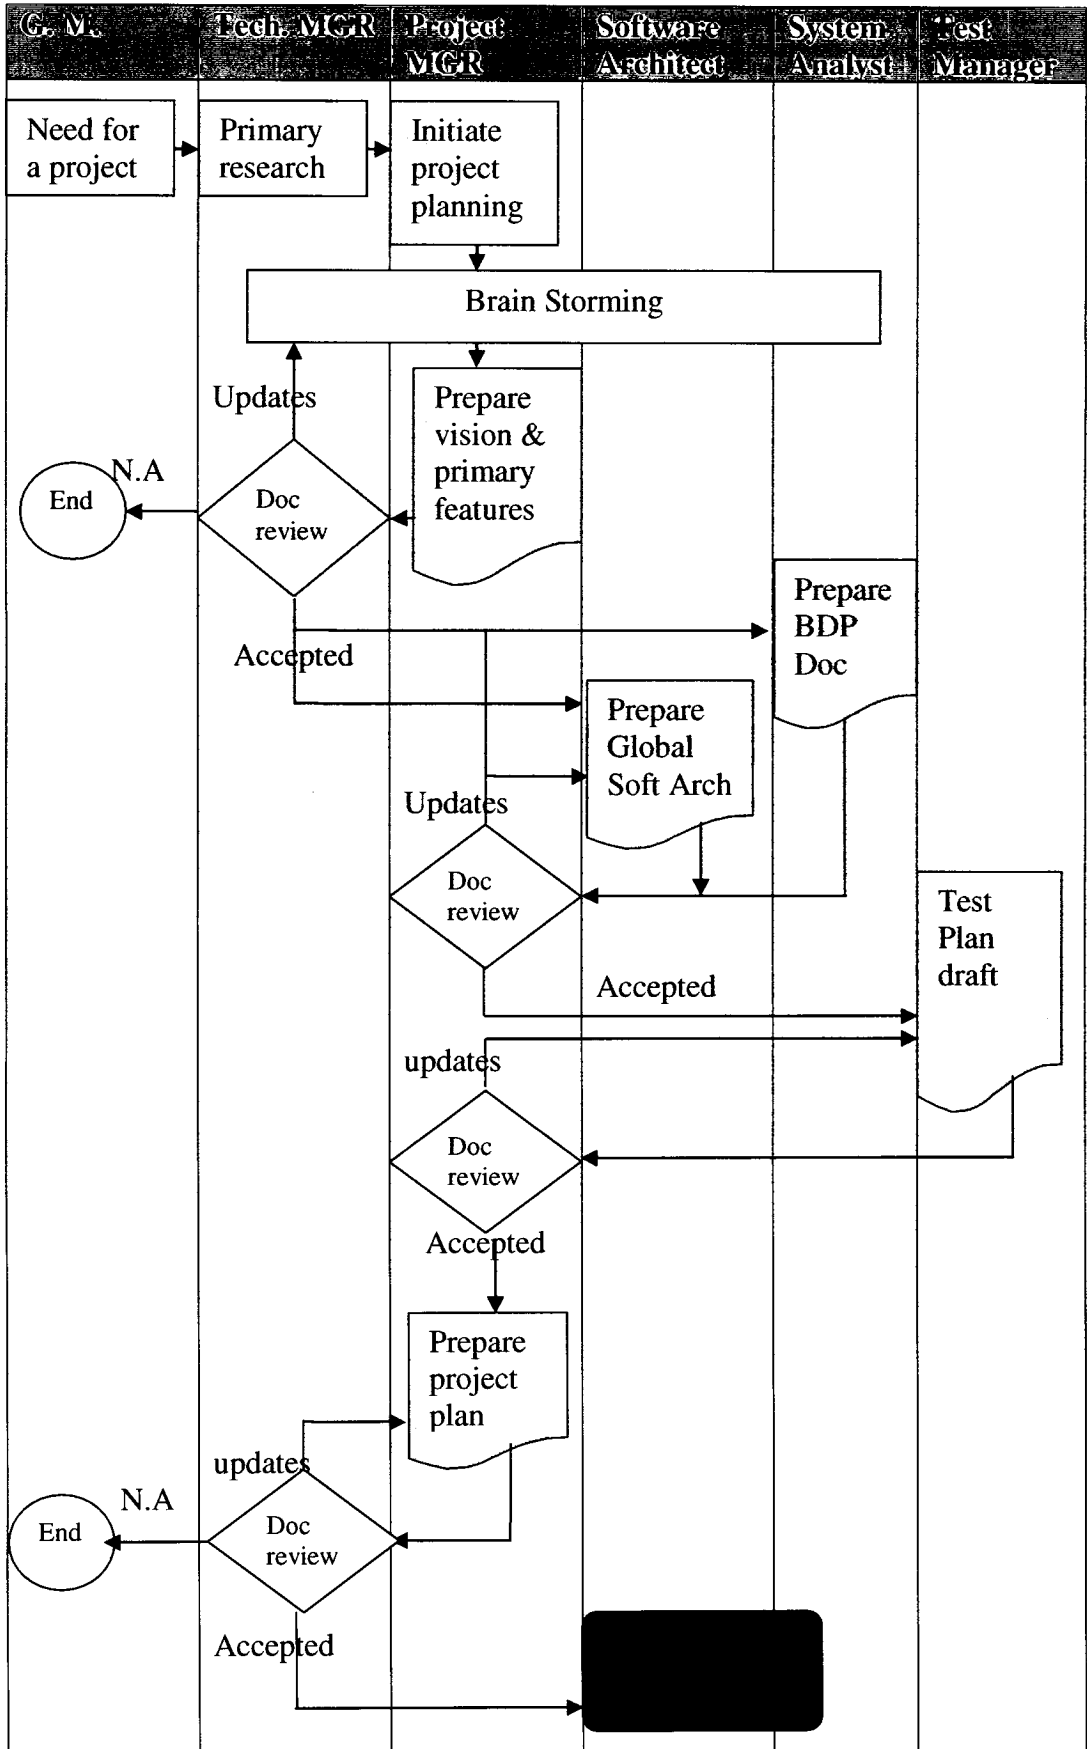 G. M.
Tech. MGR
Project
MGR
Software
Architect
System
Analyst
Test
Manager
Need for
a project
Primary
research
Initiate
project
planning
Brain Storming
Updates
Prepare
vision &
primary
features
N.A
End
Doc
review
Prepare
BDP
Doc
Accepted
Prepare
Global
Soft Arch
Updates
Doc
review
Test
Plan
draft
Accepted
updates
Doc
review
Accepted
Prepare
project
plan
updates
N.A
End
Doc
review
Accepted